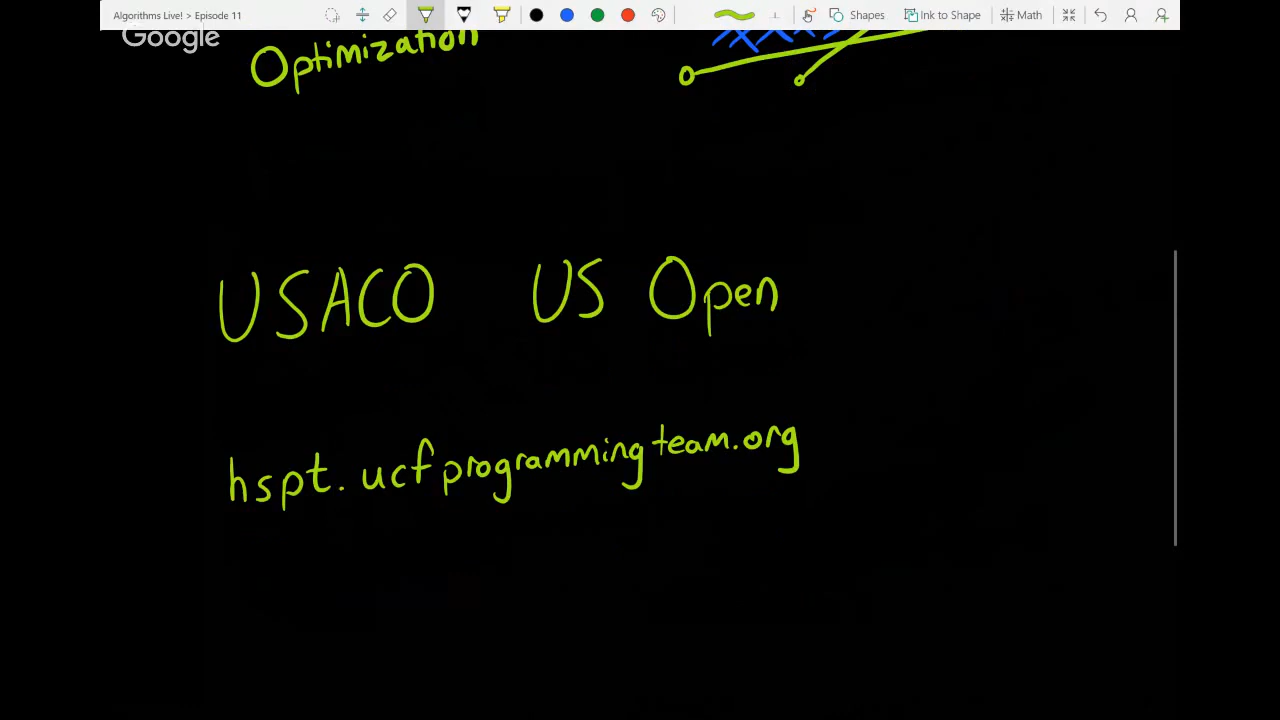 Algorithms Live! > Episode 11
Shapes
Ink to Shape
Math
Google
Optimization
USACO US Open
hspt.ucfprogrammingteam.org